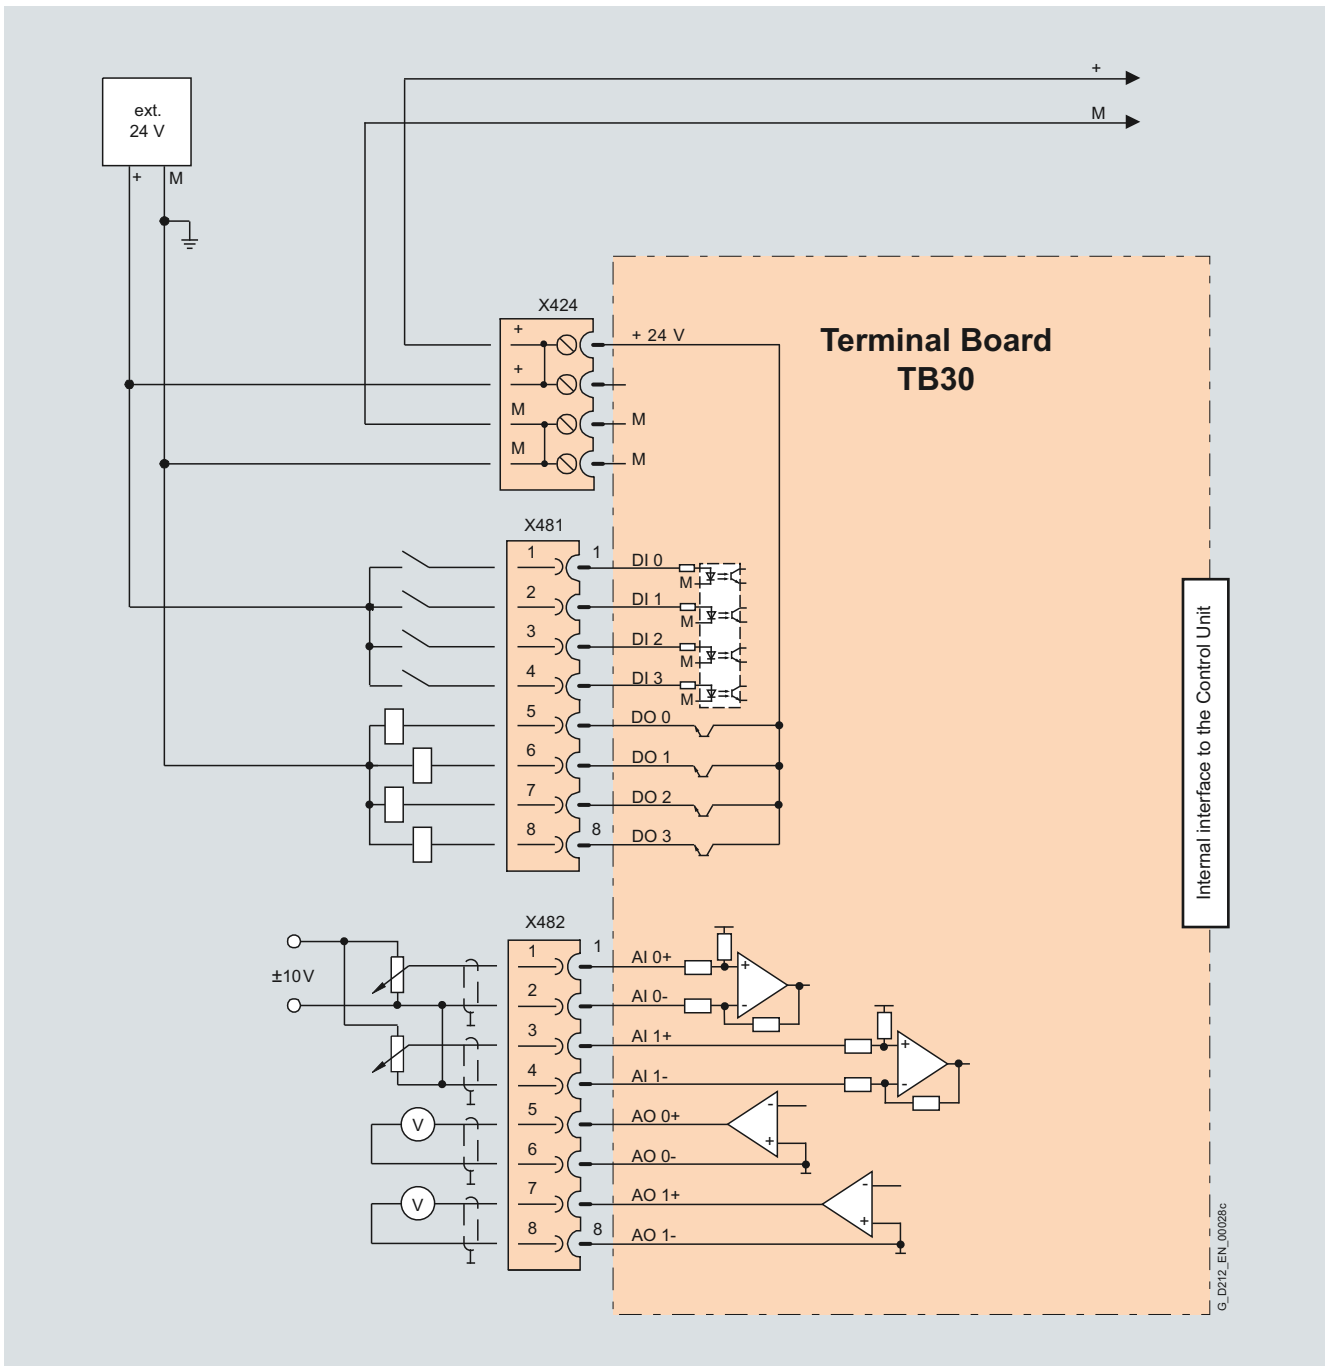 +
M
ext.
24 V
+ M
X424
+ + 24 V
+
M M
M M
Terminal Board
TB30
X481
1 1 DI 0
M
2 DI 1
M
3 DI 2
M
4 DI 3
M
5 DO 0
6 DO 1
7 DO 2
8 8 DO 3
Internal interface to the Control Unit
X482
±10 V
1 1 AI 0+ +
2 AI 0- -
3 AI 1+ +
4 AI 1- -
V 5 AO 0+ -
6 AO 0- +
V 7 AO 1+ -
8 8 AO 1- +
G_D212_EN_00028c